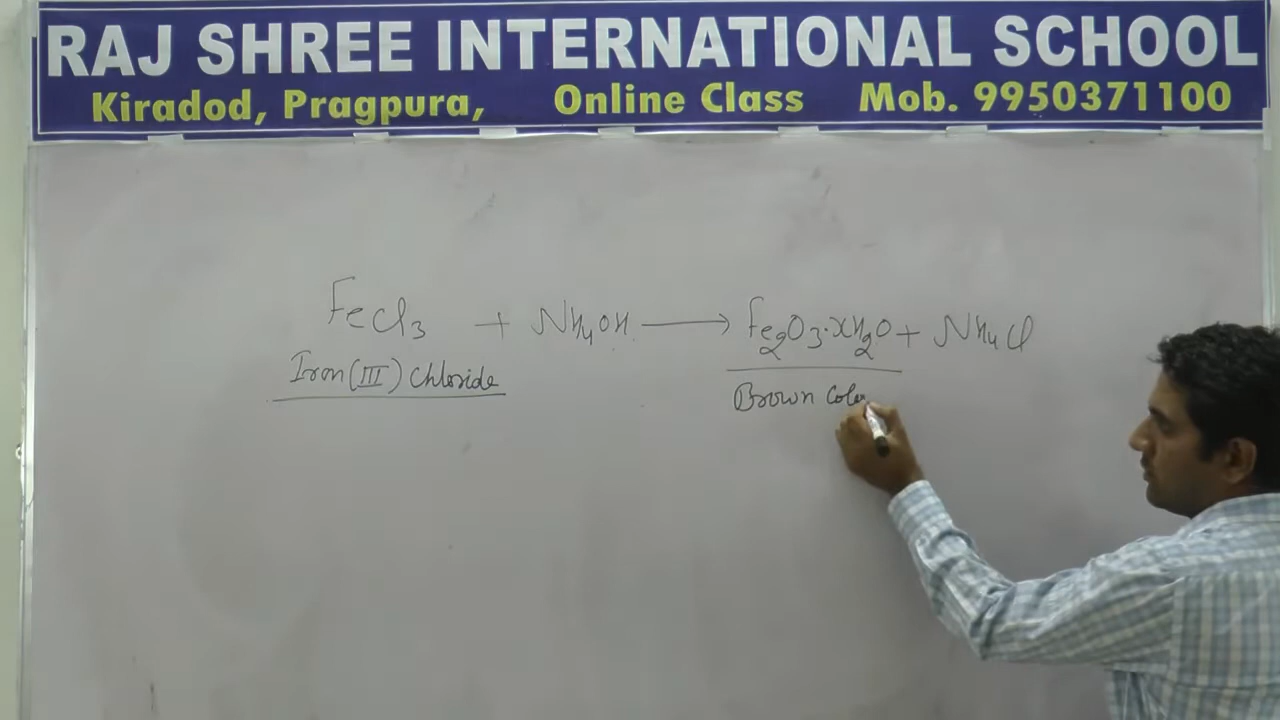 RAJ SHREE INTERNATIONAL SCHOOL
Kiradod, Pragpura, Online Class Mob. 9950371100
FeCl3 + NH4OH. ⟶ Fe2O3·xH2O + NH4Cl
Iron (III) Chloride
Brown Colo